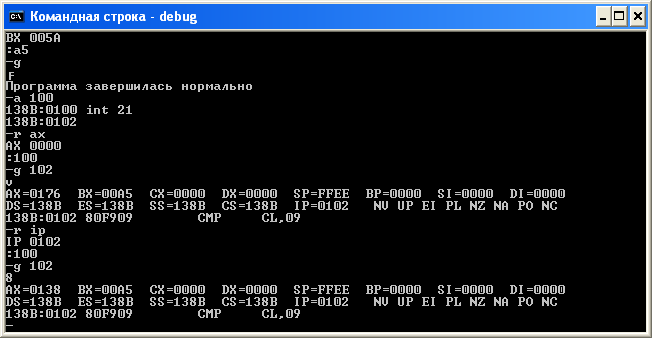 Командная строка - debug
BX 005A
:a5
-g
г
Программа завершилась нормально
-a 100
138B:0100 int 21
138B:0102
-r ax
AX 0000
:100
-g 102
v
AX=0176 BX=00A5 CX=0000 DX=0000 SP=FFEE BP=0000 SI=0000 DI=0000
DS=138B ES=138B SS=138B CS=138B IP=0102 NV UP EI PL NZ NA PO NC
138B:0102 80F909 CMP CL,09
-r ip
IP 0102
:100
-g 102
8
AX=0138 BX=00A5 CX=0000 DX=0000 SP=FFEE BP=0000 SI=0000 DI=0000
DS=138B ES=138B SS=138B CS=138B IP=0102 NV UP EI PL NZ NA PO NC
138B:0102 80F909 CMP CL,09
-